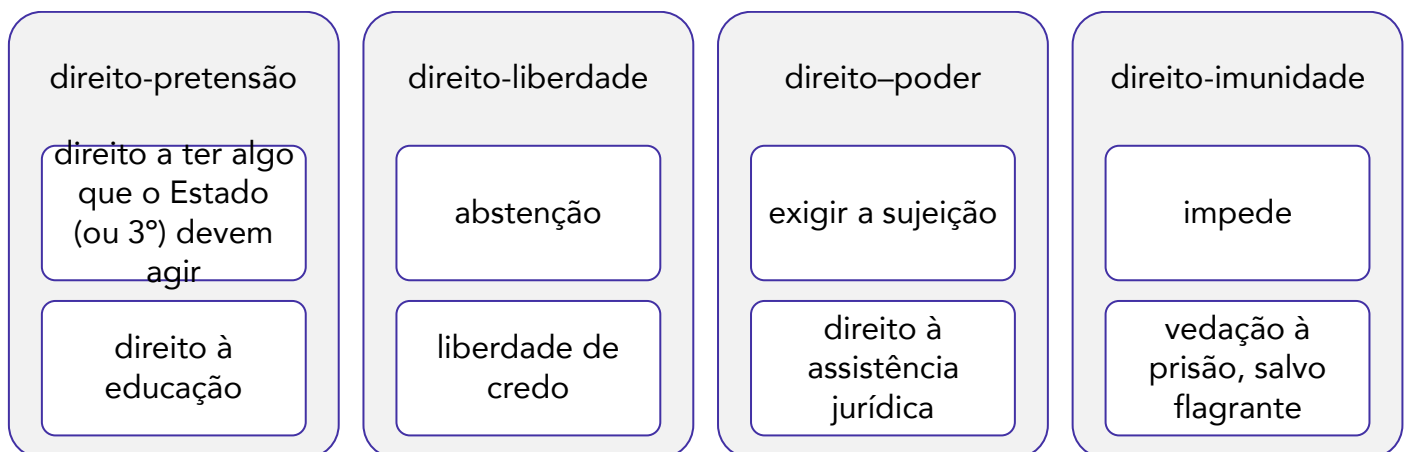 direito-pretensão
direito a ter algo
que o Estado
(ou 3º) devem
agir
direito à
educação
direito-liberdade
abstenção
liberdade de
credo
direito–poder
exigir a sujeição
direito à
assistência
jurídica
direito-imunidade
impede
vedação à
prisão, salvo
flagrante